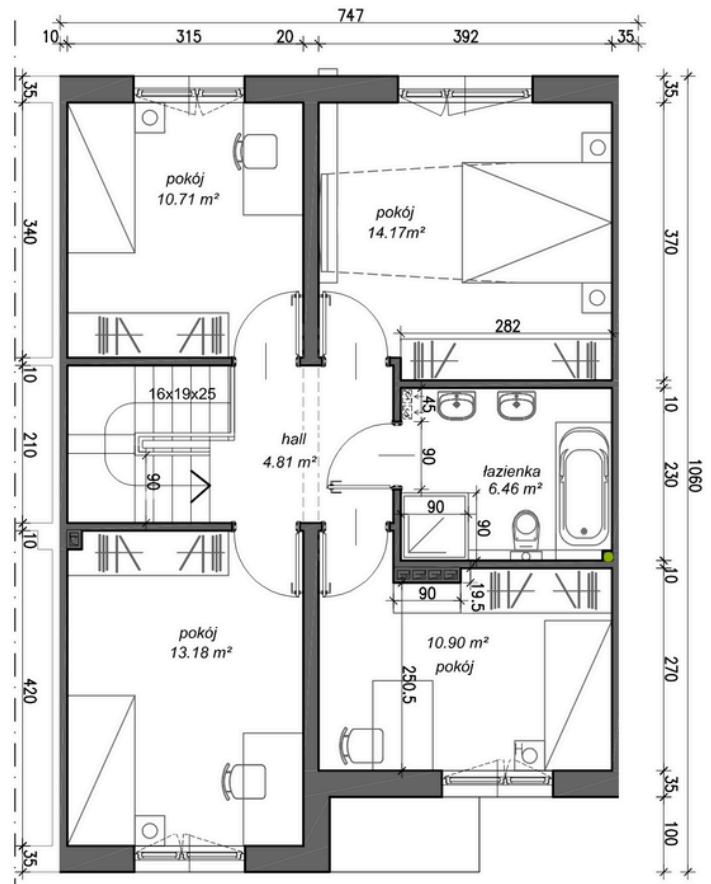 747
10 315 20 392 35
35 35
pokój
10.71 m²
pokój
14.17m²
340 370
282
10 10
16x19x25
45
hall
4.81 m²
90
łazienka
6.46 m²
210 230 1060
90
90 90
10 10
90
19.5
pokój
13.18 m²
10.90 m²
pokój
250.5
420 270
35
100
35